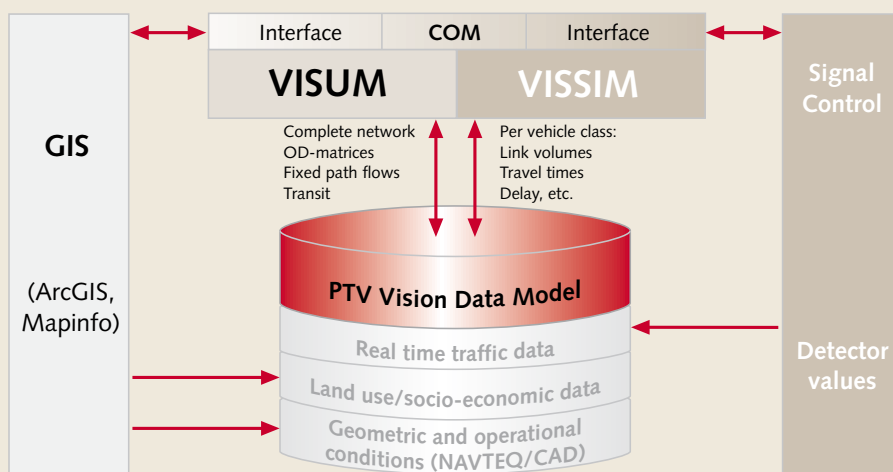 Interface
COM
Interface
VISUM
VISSIM
GIS
(ArcGIS,
Mapinfo)
Complete network
OD-matrices
Fixed path flows
Transit
Per vehicle class:
Link volumes
Travel times
Delay, etc.
Signal
Control
Detector
values
PTV Vision Data Model
Real time traffic data
Land use/socio-economic data
Geometric and operational
conditions (NAVTEQ/CAD)